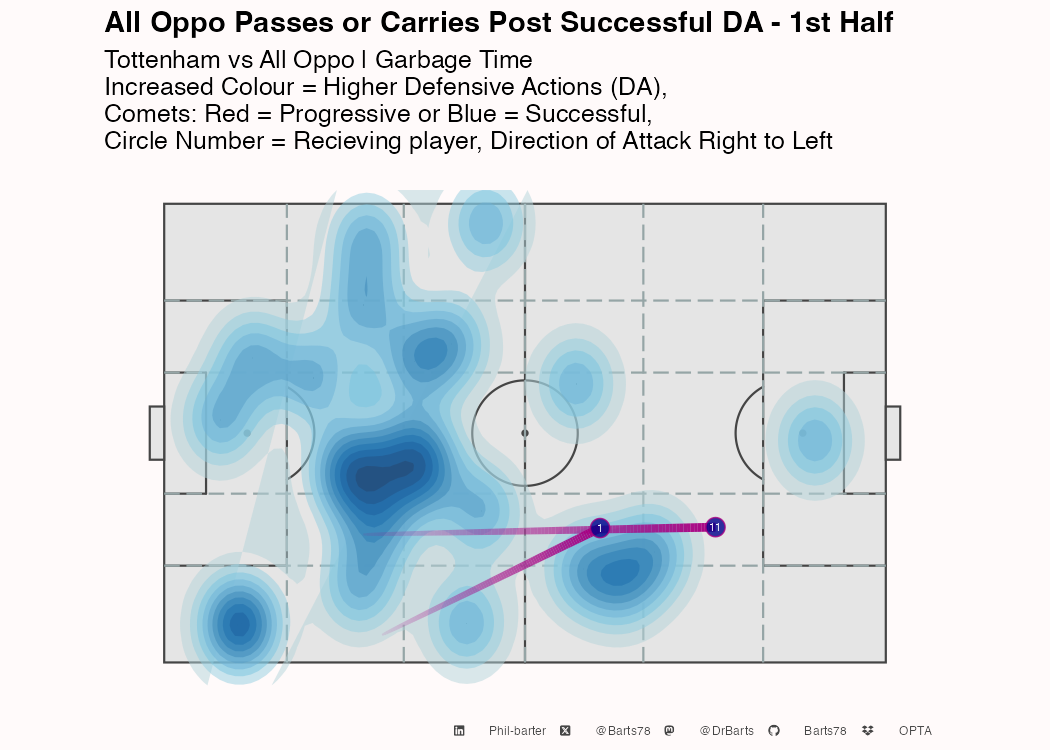 All Oppo Passes or Carries Post Successful DA - 1st Half
Tottenham vs All Oppo | Garbage Time
Increased Colour = Higher Defensive Actions (DA),
Comets: Red = Progressive or Blue = Successful,
Circle Number = Recieving player, Direction of Attack Right to Left
1
11
Phil-barter @Barts78 @DrBarts Barts78 OPTA